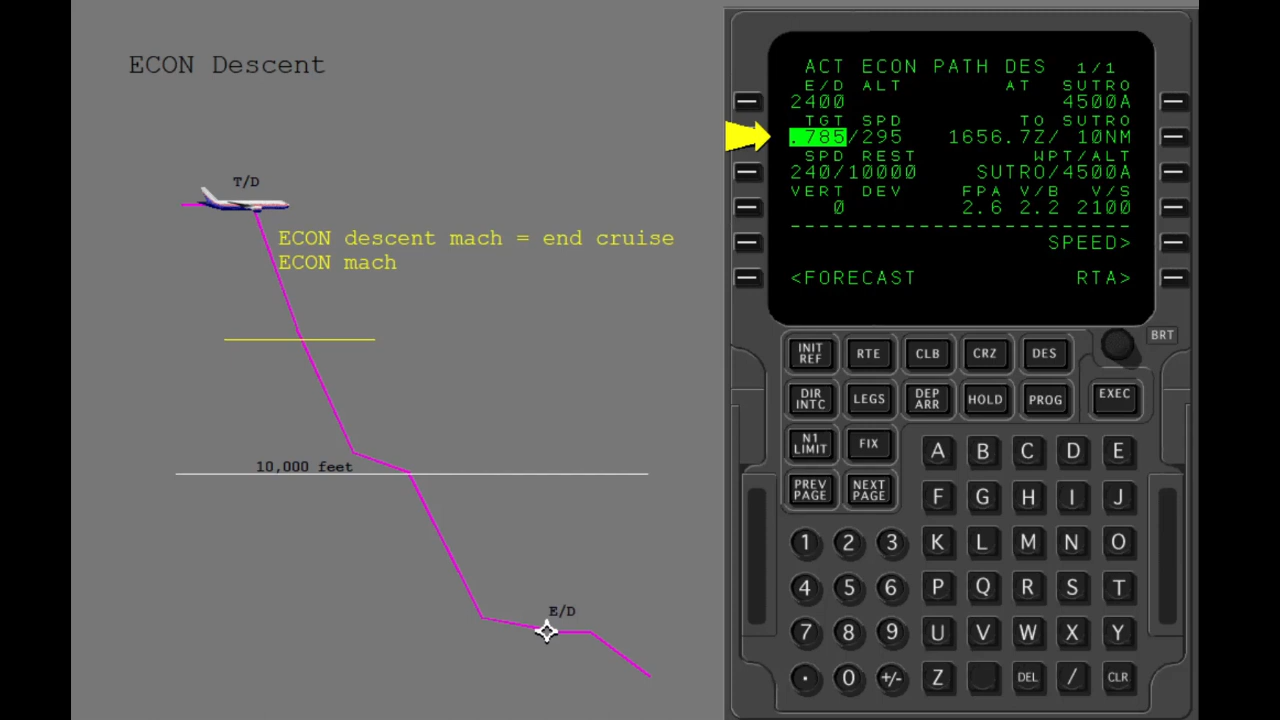 ECON Descent
T/D
ECON descent mach = end cruise
ECON mach
10,000 feet
E/D
ACT ECON PATH DES 1/1
E/D ALT AT SUTRO
2400 4500A
TGT SPD TO SUTRO
.785/295 1656.7Z/ 10NM
SPD REST WPT/ALT
240/10000 SUTRO/4500A
VERT DEV FPA V/B V/S
0 2.6 2.2 2100
------------------------
SPEED>
<FORECAST RTA>
BRT
INIT REF RTE CLB CRZ DES
DIR INTC LEGS DEP ARR HOLD PROG EXEC
N1 LIMIT FIX
PREV PAGE NEXT PAGE
A B C D E
F G H I J
1 2 3 K L M N O
4 5 6 P Q R S T
7 8 9 U V W X Y
. 0 +/- Z DEL / CLR